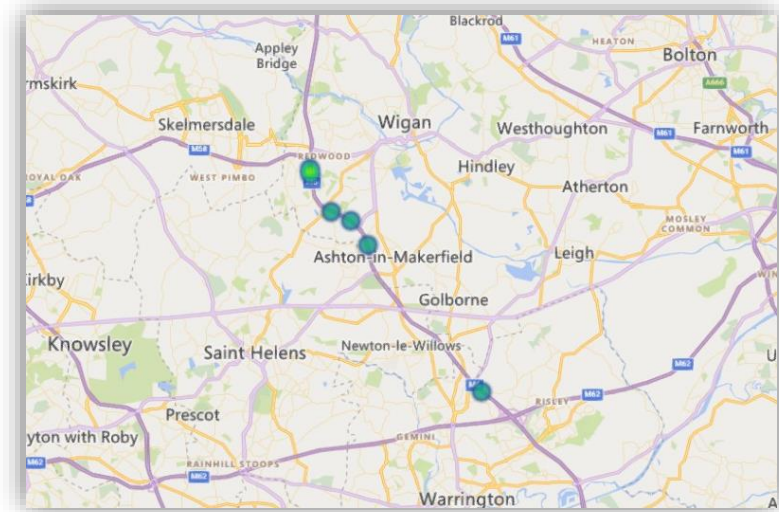 Blackrod
M61
HEATON
Bolton
Appley
Bridge
A666
rmskirk
Skelmersdale
Wigan
Westhoughton
Farnworth
M61
M58
REDWOOD
M61
ROYAL OAK
WEST PIMBO
Hindley
Atherton
MOSLEY
COMMON
Ashton-in-Makerfield
Leigh
WIN
Kirkby
Golborne
Knowsley
Saint Helens
Newton-le-Willows
M62
U
RISLEY
M62
Prescot
yton with Roby
GEMINI
M62
RAINHILL STOOPS
M62
Warrington
A